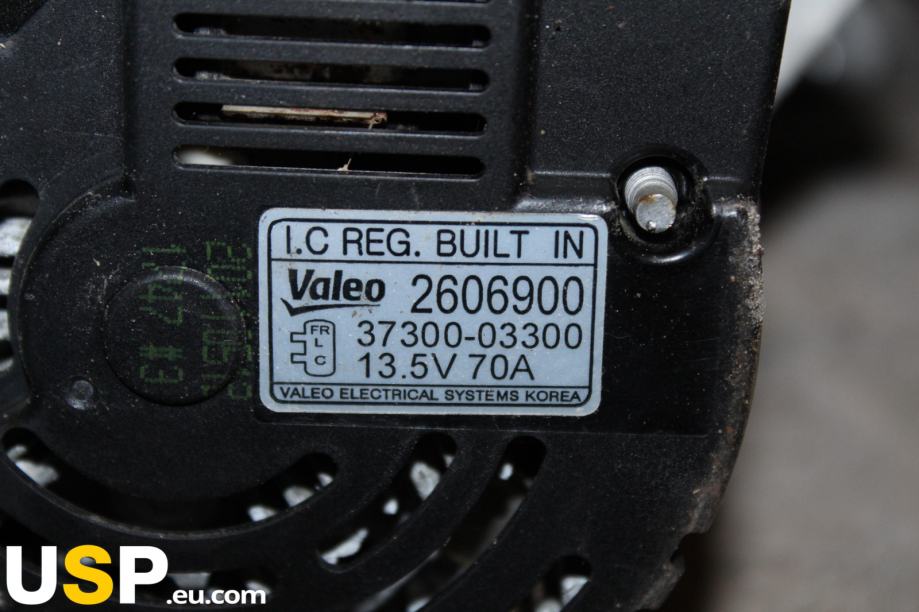 I.C REG. BUILT IN
Valeo 2606900
FR
L
C
37300-03300
13.5V 70A
VALEO ELECTRICAL SYSTEMS KOREA
USP.eu.com